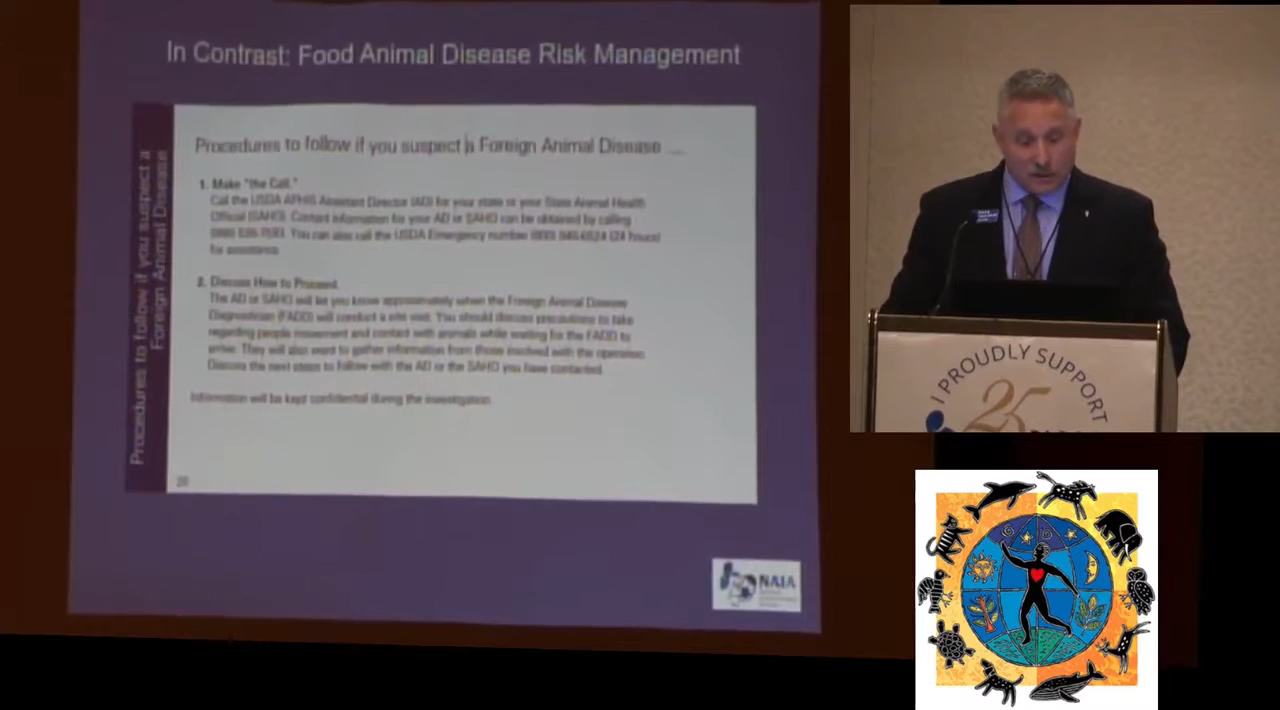 In Contrast: Food Animal Disease Risk Management
Procedures to follow if you suspect a
Foreign Animal Disease
Procedures to follow if you suspect a Foreign Animal Disease ...
1. Make "the Call."
Call the USDA APHIS Assistant Director (AD) for your state or your State Animal Health
Official (SAHO). Contact information for your AD or SAHO can be obtained by calling
You can also call the USDA Emergency number (24 hours)
for assistance.
2. Discuss How to Proceed.
The AD or SAHO will let you know approximately when the Foreign Animal Disease
Diagnostician (FADD) will conduct a site visit. You should discuss precautions to take
regarding people movement and contact with animals while waiting for the FADD to
arrive. They will also want to gather information from those involved with the operation.
Discuss the next steps to follow with the AD or the SAHO you have contacted.
Information will be kept confidential during the investigation.
NAIA
I PROUDLY SUPPORT
25